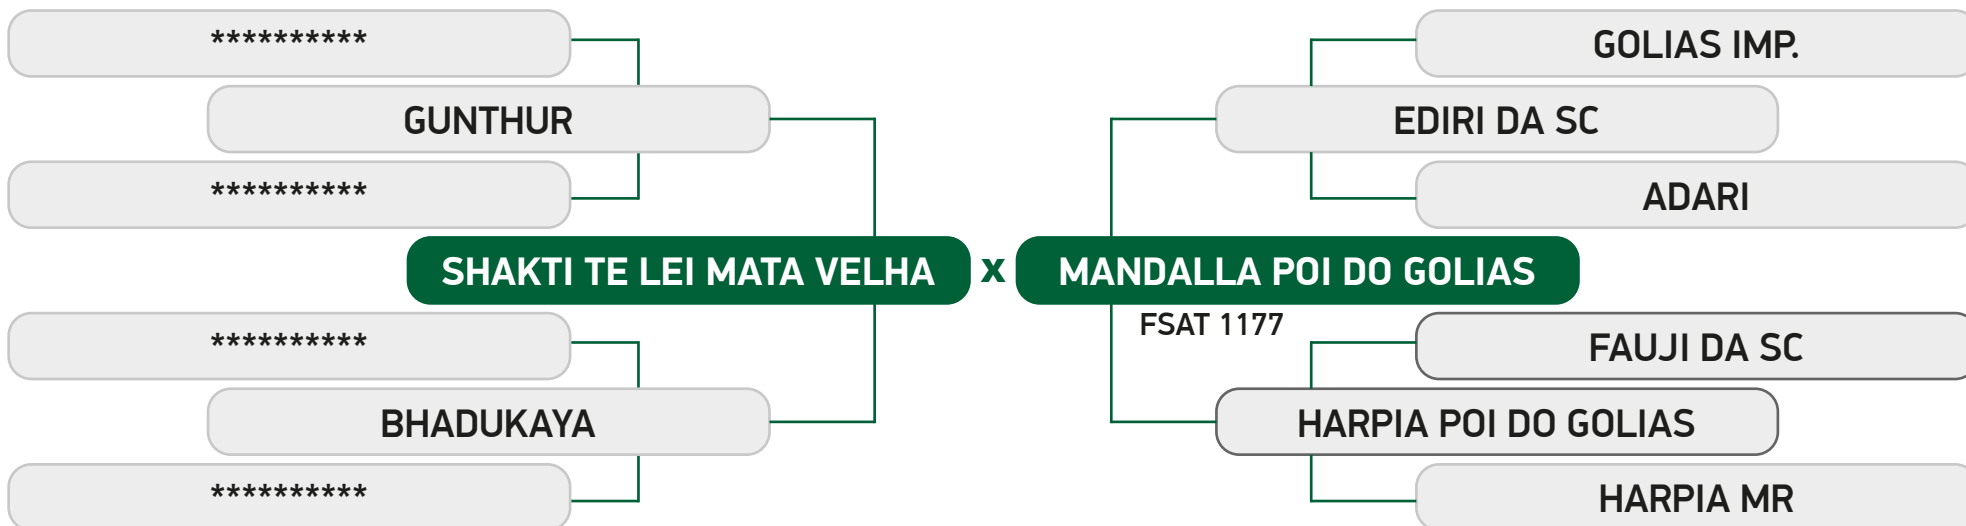 **********
GOLIAS IMP.
GUNTHUR
EDIRI DA SC
**********
ADARI
SHAKTI TE LEI MATA VELHA x MANDALLA POI DO GOLIAS
FSAT 1177
**********
FAUJI DA SC
BHADUKAYA
HARPIA POI DO GOLIAS
**********
HARPIA MR